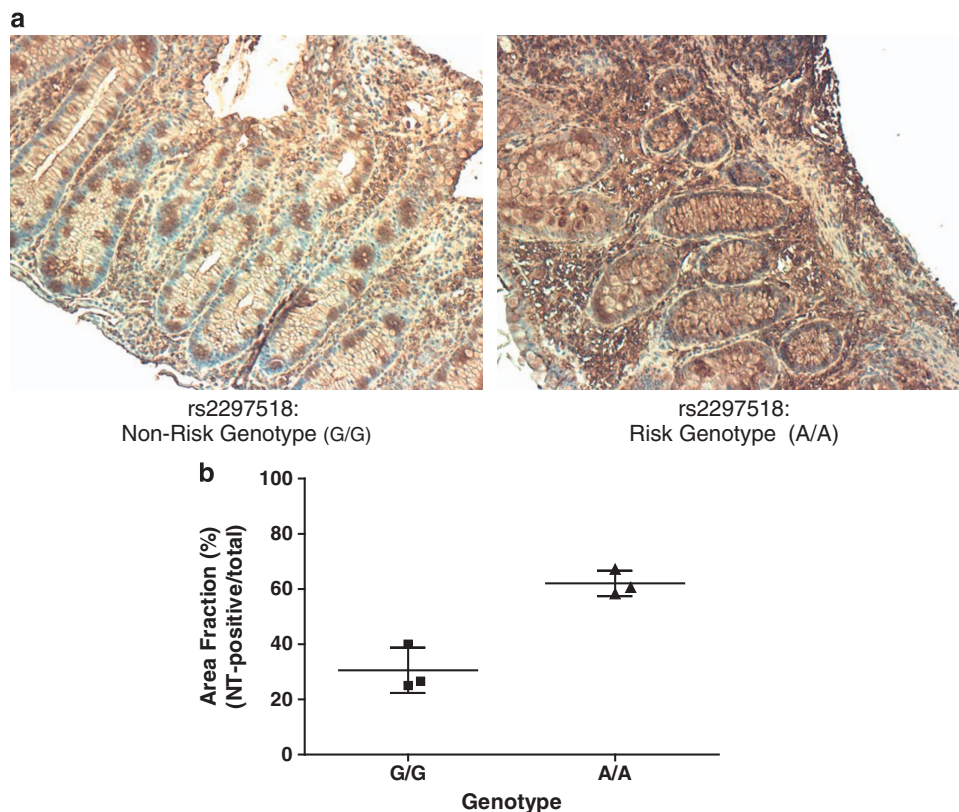 a
rs2297518:
Non-Risk Genotype (G/G)
rs2297518:
Risk Genotype (A/A)
b
100
80
60
40
20
0
Area Fraction (%)
(NT-positive/total)
G/G
A/A
Genotype